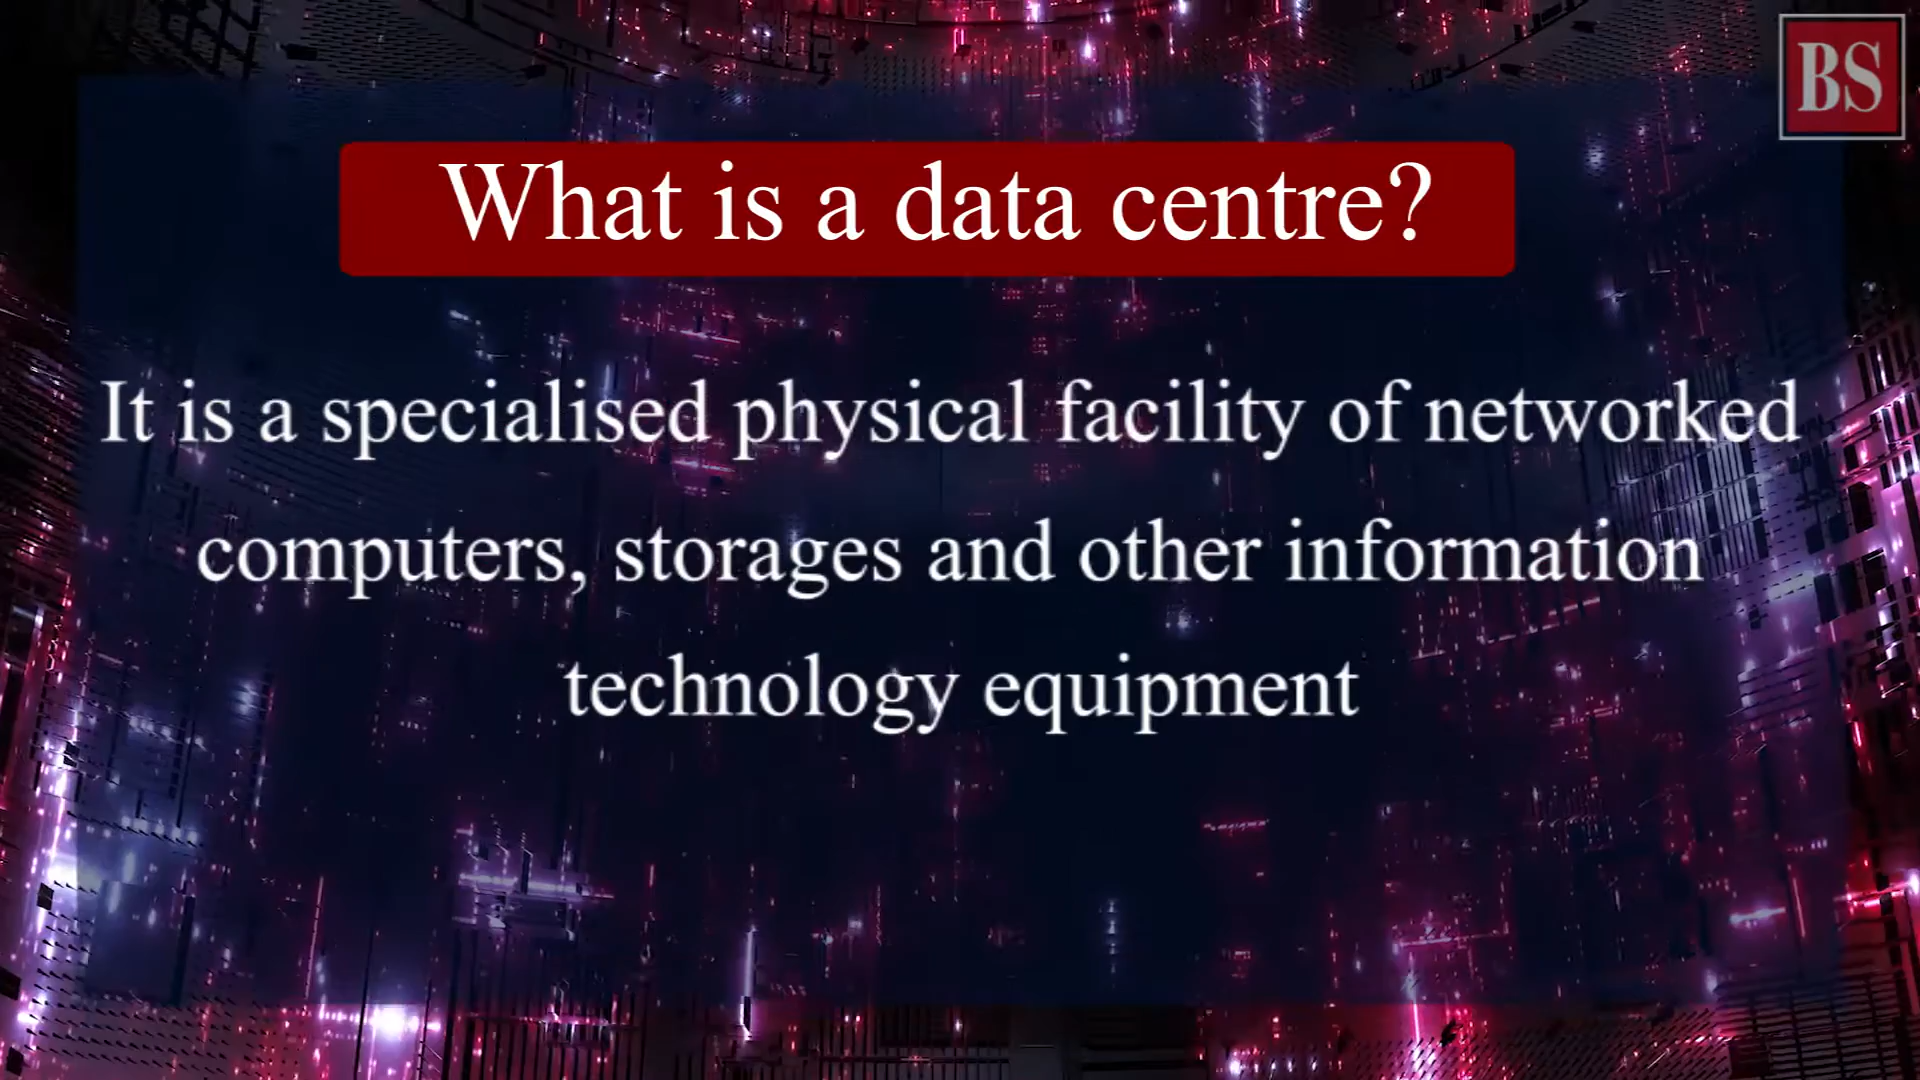 BS
What is a data centre?
It is a specialised physical facility of networked
computers, storages and other information
technology equipment